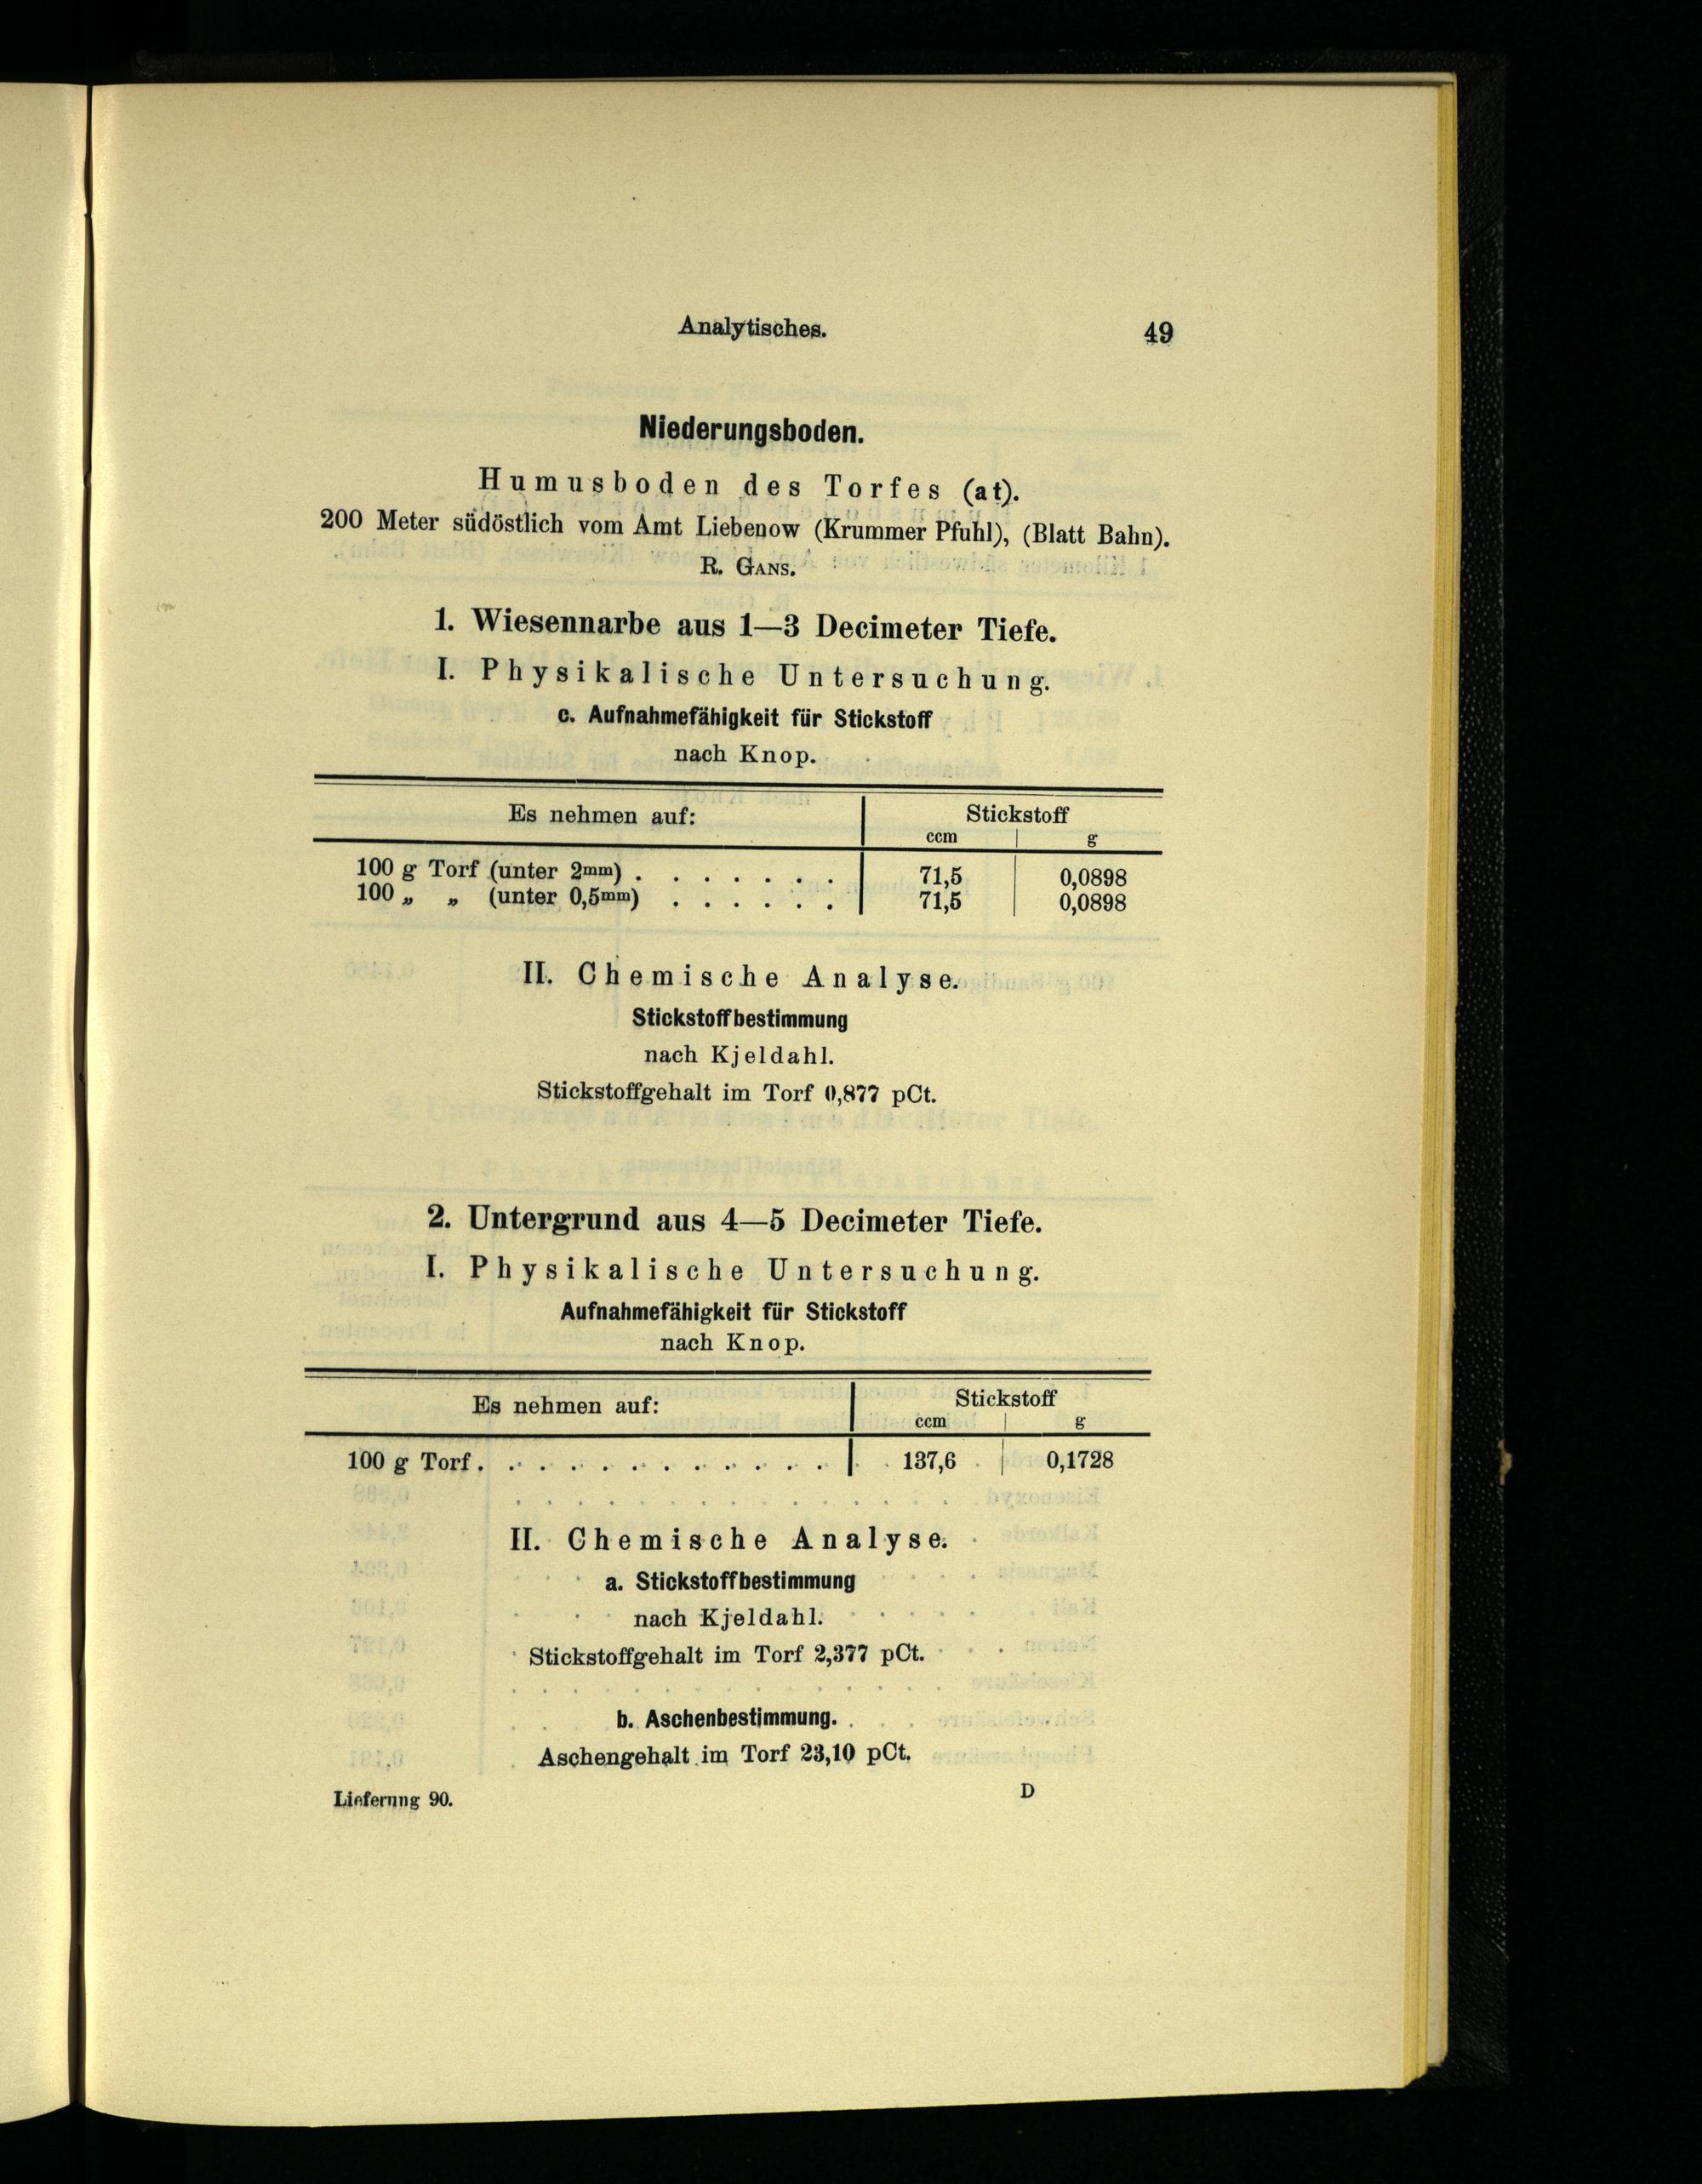 Analytisches. 49
Niederungsboden.
Humusboden des Torfes (at).
200 Meter südöstlich vom Amt Liebenow (Krummer Pfuhl), (Blatt Bahn).
R. GANS.
1. Wiesennarbe aus 1—3 Decimeter Tiefe.
I. Physikalische Untersuchung.
c. Aufnahmefähigkeit für Stickstoff
nach Knop.
Es nehmen auf: Stickstoff
ccm g
100 g Torf (unter 2mm) . . . . . . . 71,5 0,0898
100 „ „ (unter 0,5mm) . . . . . . 71,5 0,0898
II. Chemische Analyse.
Stickstoffbestimmung
nach Kjeldahl.
Stickstoffgehalt im Torf 0,877 pCt.
2. Untergrund aus 4—5 Decimeter Tiefe.
I. Physikalische Untersuchung.
Aufnahmefähigkeit für Stickstoff
nach Knop.
Es nehmen auf: Stickstoff
ccm g
100 g Torf . . . . . . . . . . . . 137,6 0,1728
II. Chemische Analyse.
a. Stickstoffbestimmung
nach Kjeldahl.
Stickstoffgehalt im Torf 2,377 pCt.
b. Aschenbestimmung.
Aschengehalt im Torf 23,10 pCt.
Lieferung 90. D